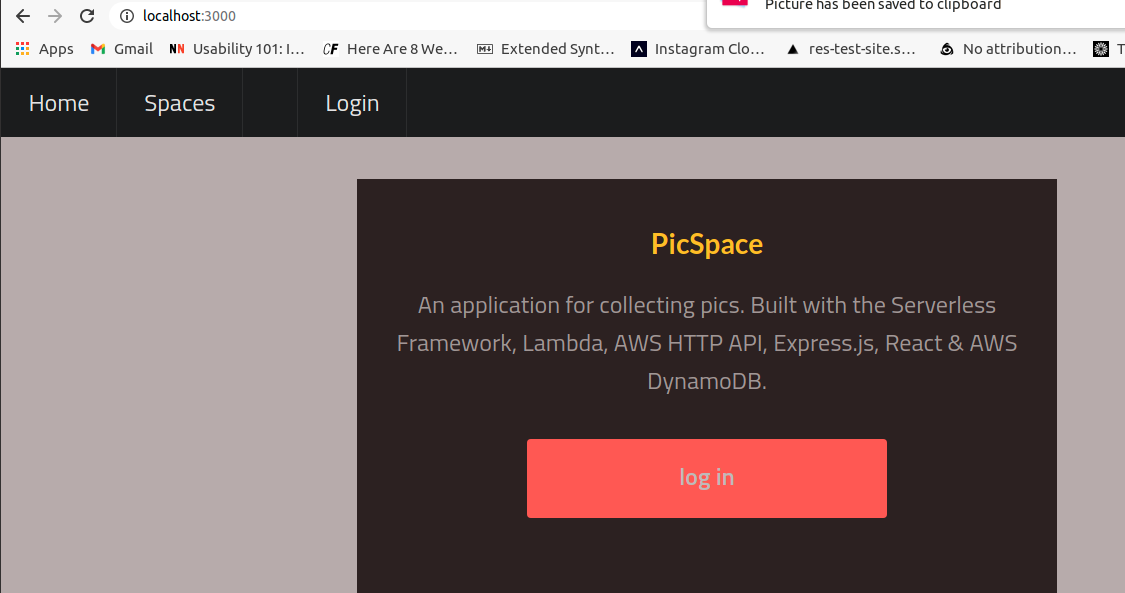 Picture has been saved to clipboard
localhost:3000
Apps Gmail NN Usability 101: I… CF Here Are 8 We… M Extended Synt… Instagram Clo… res-test-site.s… No attribution…
Home Spaces Login
PicSpace
An application for collecting pics. Built with the Serverless
Framework, Lambda, AWS HTTP API, Express.js, React & AWS
DynamoDB.
log in